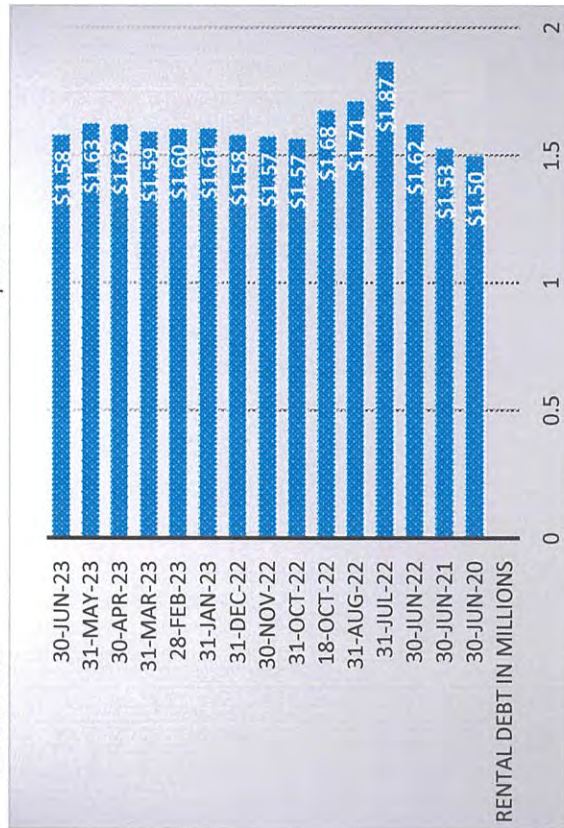 30-JUN-23 $1.58
31-MAY-23 $1.63
30-APR-23 $1.62
31-MAR-23 $1.59
28-FEB-23 $1.60
31-JAN-23 $1.61
31-DEC-22 $1.58
30-NOV-22 $1.57
31-OCT-22 $1.57
18-OCT-22 $1.68
31-AUG-22 $1.71
31-JUL-22 $1.87
30-JUN-22 $1.62
30-JUN-21 $1.53
30-JUN-20 $1.50
RENTAL DEBT IN MILLIONS
0 0.5 1 1.5 2